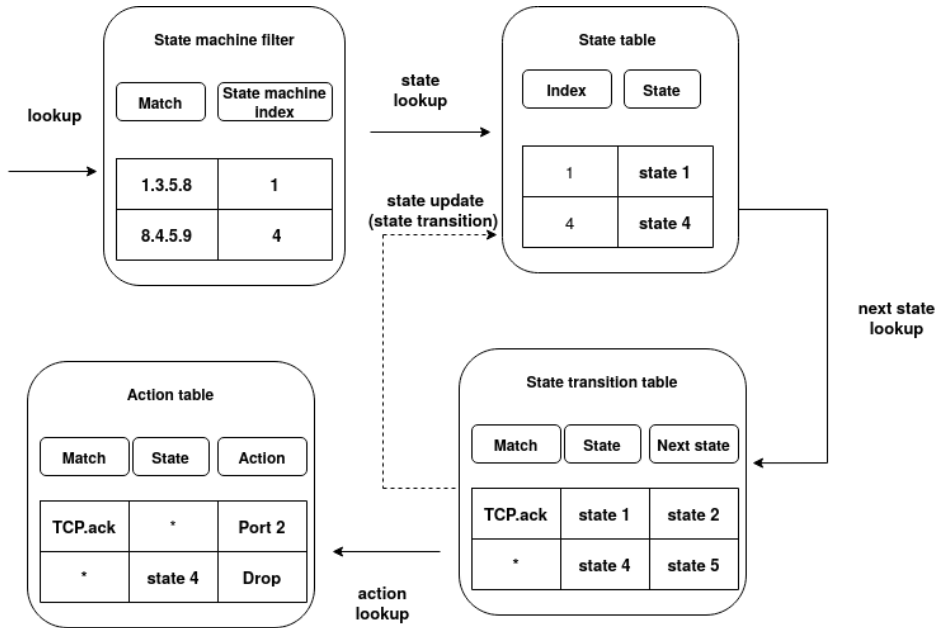 State machine filter
Match
State machine
index
1.3.5.8 1
8.4.5.9 4
lookup
state
lookup
State table
Index State
1 state 1
4 state 4
state update
(state transition)
next state
lookup
State transition table
Match State Next state
TCP.ack state 1 state 2
* state 4 state 5
action
lookup
Action table
Match State Action
TCP.ack * Port 2
* state 4 Drop